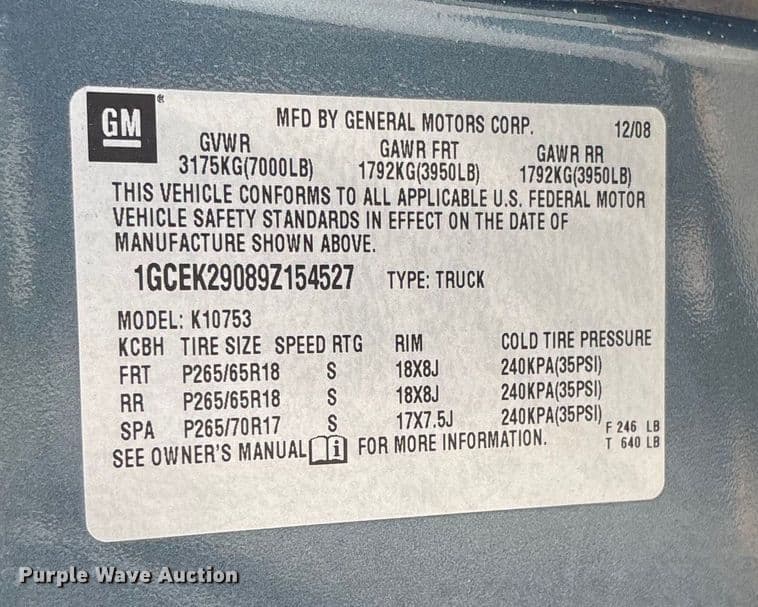 GM® MFD BY GENERAL MOTORS CORP. 12/08
GVWR GAWR FRT GAWR RR
3175KG(7000LB) 1792KG(3950LB) 1792KG(3950LB)
THIS VEHICLE CONFORMS TO ALL APPLICABLE U.S. FEDERAL MOTOR
VEHICLE SAFETY STANDARDS IN EFFECT ON THE DATE OF
MANUFACTURE SHOWN ABOVE.
1GCEK29089Z154527 TYPE: TRUCK
MODEL: K10753
KCBH TIRE SIZE SPEED RTG RIM COLD TIRE PRESSURE
FRT P265/65R18 S 18X8J 240KPA(35PSI)
RR P265/65R18 S 18X8J 240KPA(35PSI)
SPA P265/70R17 S 17X7.5J 240KPA(35PSI) F 246 LB
SEE OWNER'S MANUAL i FOR MORE INFORMATION. T 640 LB
Purple Wave Auction